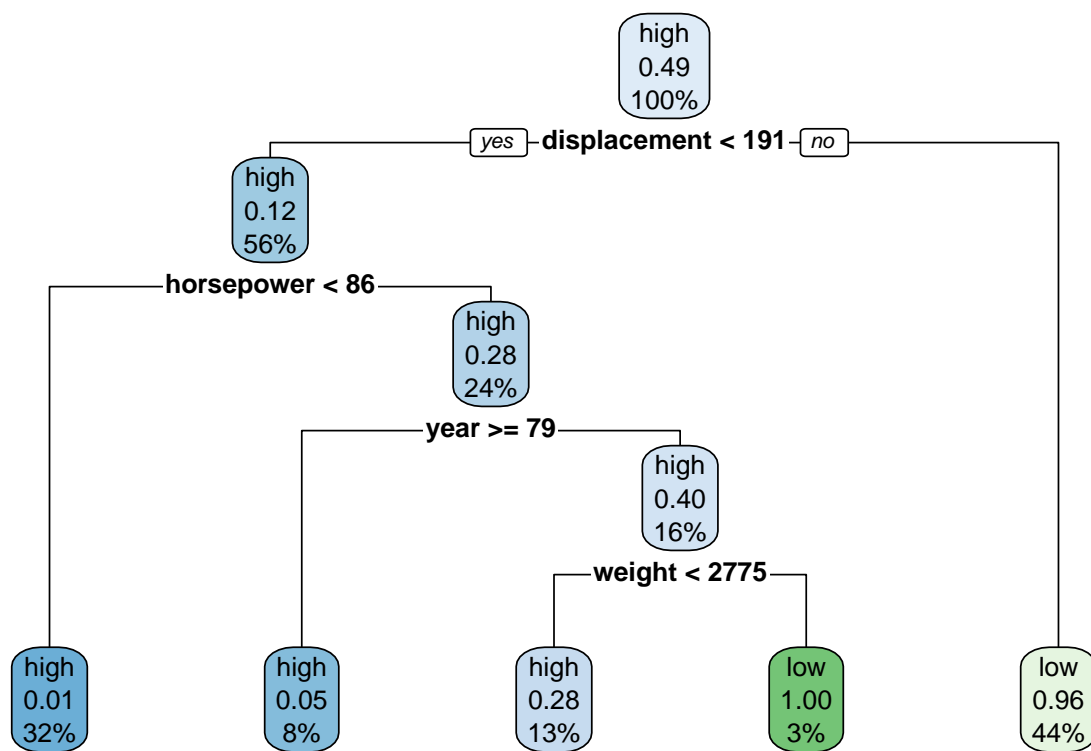 high
0.49
100%
yes displacement < 191 no
high
0.12
56%
horsepower < 86
high
0.28
24%
year >= 79
high
0.40
16%
weight < 2775
high
0.01
32%
high
0.05
8%
high
0.28
13%
low
1.00
3%
low
0.96
44%